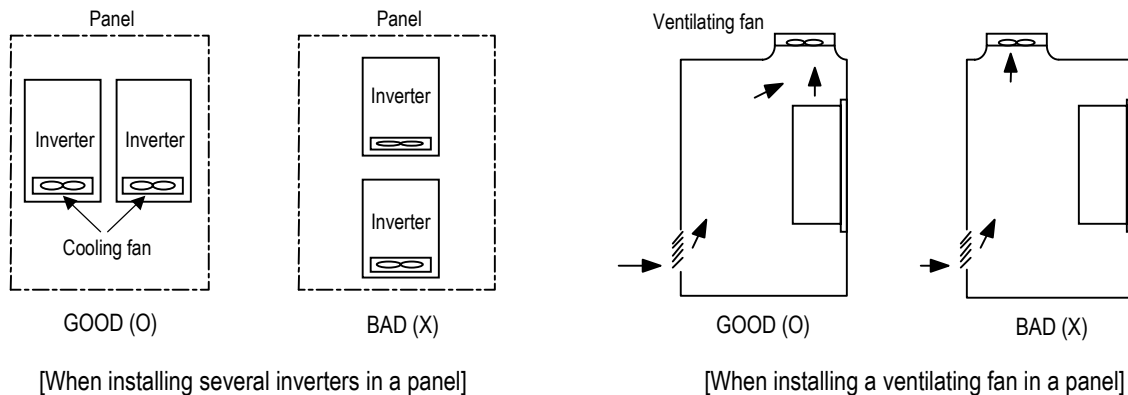 Panel
Panel
Inverter
Inverter
Cooling fan
Inverter
Inverter
GOOD (O)
BAD (X)
[When installing several inverters in a panel]
Ventilating fan
GOOD (O)
BAD (X)
[When installing a ventilating fan in a panel]